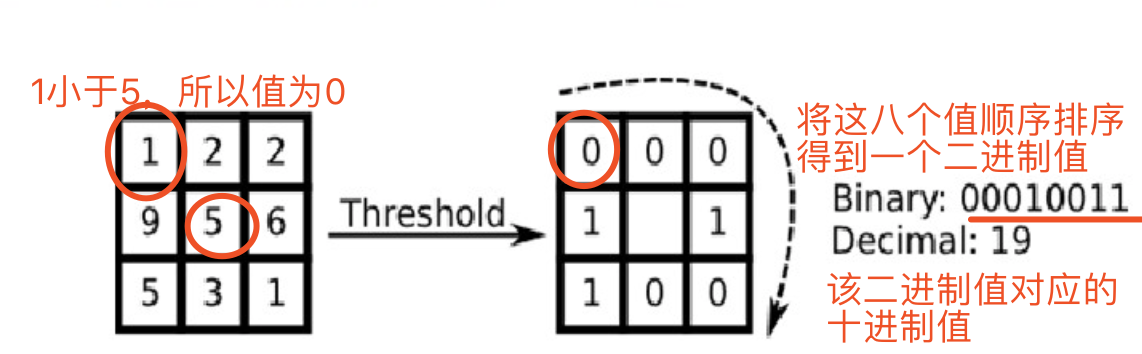 1小于5，所以值为0
1 2 2
9 5 6
5 3 1
Threshold
0 0 0
1 1
1 0 0
将这八个值顺序排序
得到一个二进制值
Binary: 00010011
Decimal: 19
该二进制值对应的
十进制值